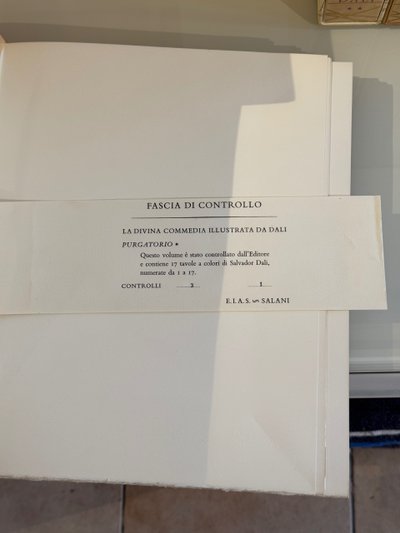 FASCIA DI CONTROLLO
LA DIVINA COMMEDIA ILLUSTRATA DA DALI
PURGATORIO *
Questo volume è stato controllato dall'Editore
e contiene 17 tavole a colori di Salvador Dalì,
numerate da 1 a 17.
CONTROLLI 2 1
E.I.A.S. ∽ SALANI